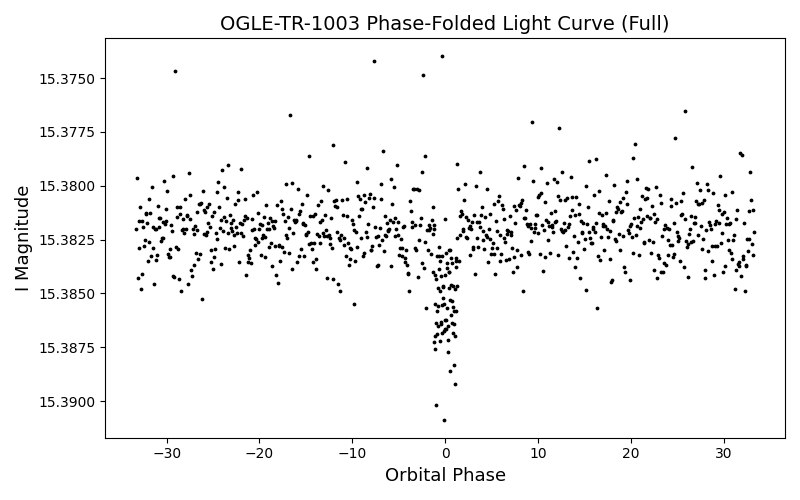 OGLE-TR-1003 Phase-Folded Light Curve (Full)
I Magnitude
15.3750
15.3775
15.3800
15.3825
15.3850
15.3875
15.3900
−30 −20 −10 0 10 20 30
Orbital Phase